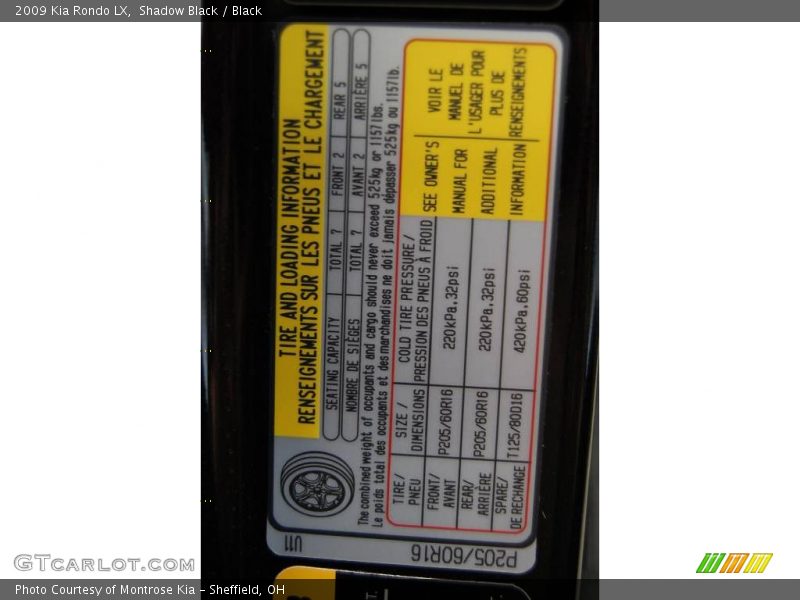 2009 Kia Rondo LX,  Shadow Black / Black
TIRE AND LOADING INFORMATION
RENSEIGNEMENTS SUR LES PNEUS ET LE CHARGEMENT
SEATING CAPACITY TOTAL 7 FRONT 2 REAR 5
NOMBRE DE SIÈGES TOTAL 7 AVANT 2 ARRIÈRE 5
The combined weight of occupants and cargo should never exceed 525kg or 1157lbs.
Le poids total des occupants et des marchandises ne doit jamais dépasser 525kg ou 1157lb.
TIRE/ SIZE / COLD TIRE PRESSURE /
PNEU DIMENSIONS PRESSION DES PNEUS À FROID
FRONT/
AVANT
P205/60R16 220kPa,32psi
REAR/
ARRIÈRE
P205/60R16 220kPa,32psi
SPARE/
DE RECHANGE
T125/80D16 420kPa,60psi
SEE OWNER'S
MANUAL FOR
ADDITIONAL
INFORMATION
VOIR LE
MANUEL DE
L'USAGER POUR
PLUS DE
RENSEIGNEMENTS
U11
P205/60R16
GTCARLOT.COM
Photo Courtesy of Montrose Kia - Sheffield, OH